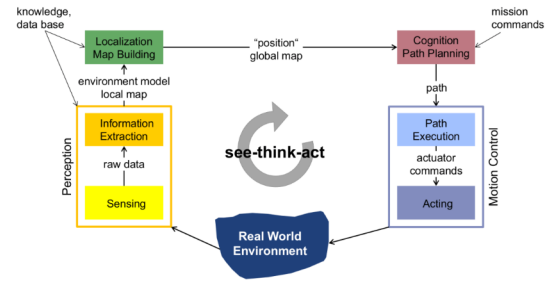 knowledge,
data base
mission
commands
Localization
Map Building
“position“
global map
Cognition
Path Planning
environment model
local map
path
Perception
Information
Extraction
raw data
Sensing
see-think-act
Path
Execution
actuator
commands
Acting
Motion Control
Real World
Environment